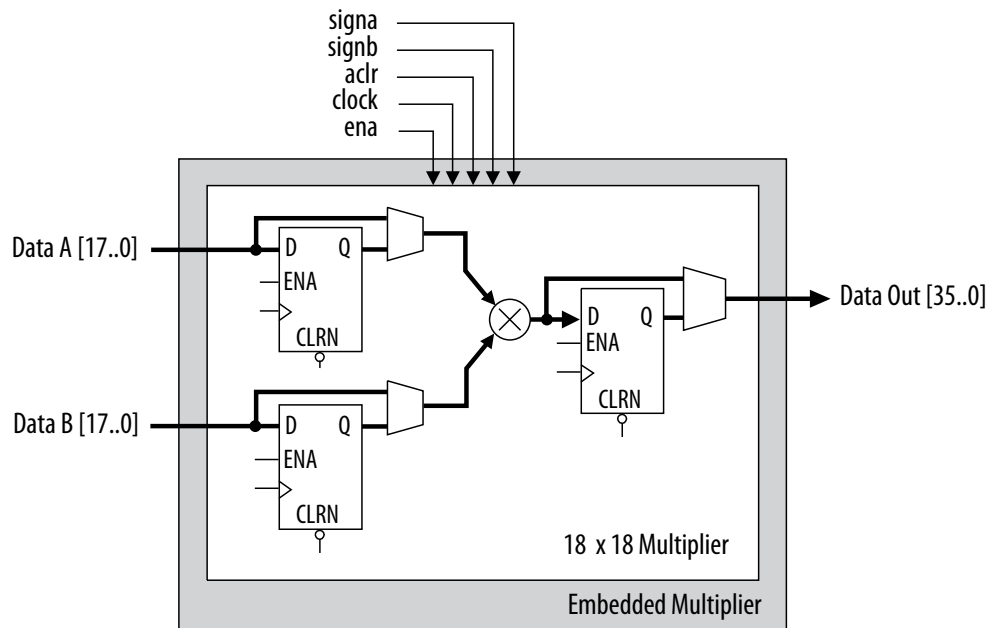 signa
signb
aclr
clock
ena
Data A [17..0]
D Q
ENA
CLRN
Data B [17..0]
D Q
ENA
CLRN
D Q
ENA
CLRN
Data Out [35..0]
18 x 18 Multiplier
Embedded Multiplier